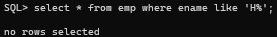 SQL> select * from emp where ename like 'H%';
no rows selected